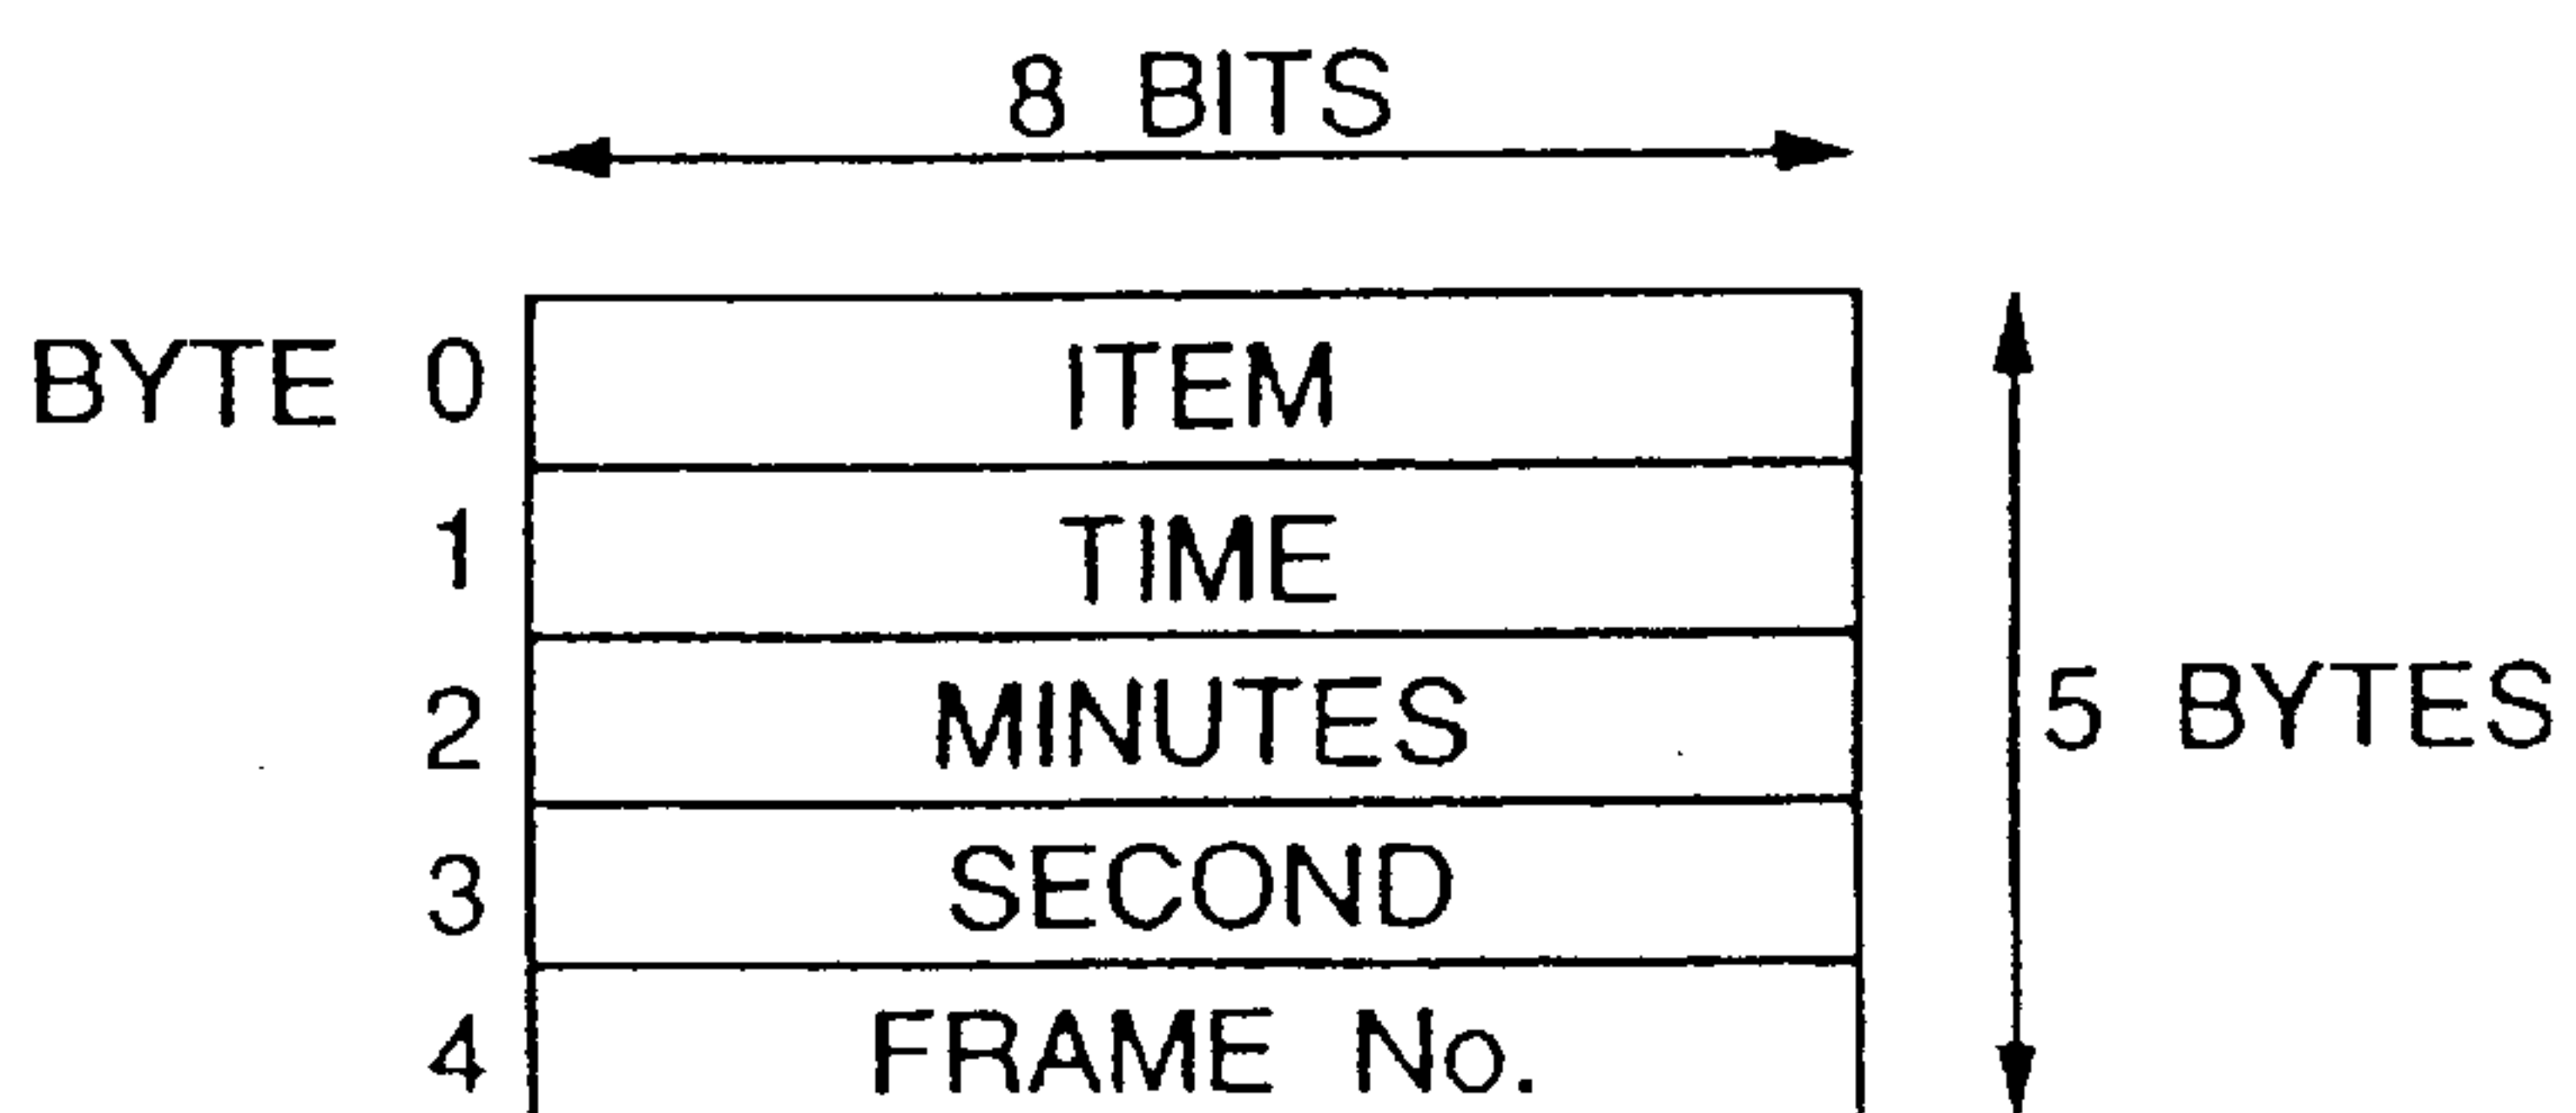 8 BITS
BYTE 0 ITEM
1 TIME
2 MINUTES
5 BYTES
3 SECOND
4 FRAME No.